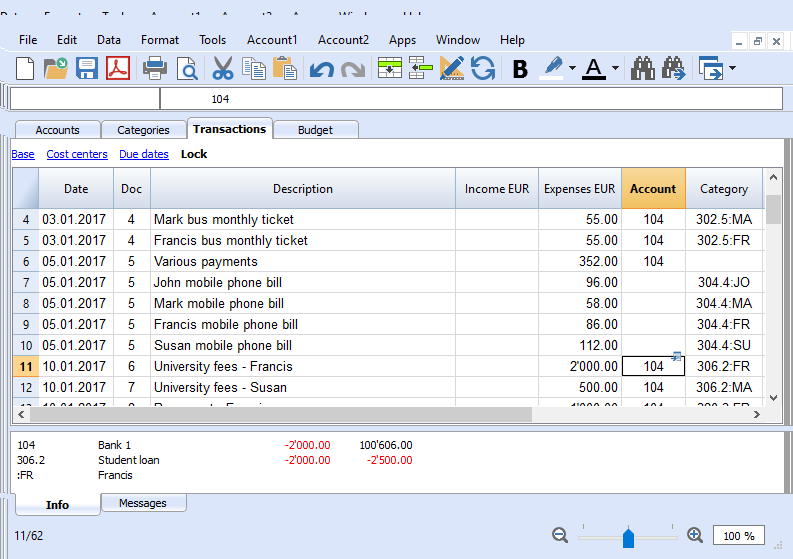 File Edit Data Format Tools Account1 Account2 Apps Window Help
B A
104
Accounts Categories Transactions Budget
Base Cost centers Due dates Lock
Date Doc Description Income EUR Expenses EUR Account Category
4 03.01.2017 4 Mark bus monthly ticket 55.00 104 302.5:MA
5 03.01.2017 4 Francis bus monthly ticket 55.00 104 302.5:FR
6 05.01.2017 5 Various payments 352.00 104
7 05.01.2017 5 John mobile phone bill 96.00 304.4:JO
8 05.01.2017 5 Mark mobile phone bill 58.00 304.4:MA
9 05.01.2017 5 Francis mobile phone bill 86.00 304.4:FR
10 05.01.2017 5 Susan mobile phone bill 112.00 304.4:SU
11 10.01.2017 6 University fees - Francis 2'000.00 104 306.2:FR
12 10.01.2017 7 University fees - Susan 500.00 104 306.2:MA
104 Bank 1 -2'000.00 100'606.00
306.2 Student loan -2'000.00 -2'500.00
:FR Francis
Info Messages
11/62 100 %